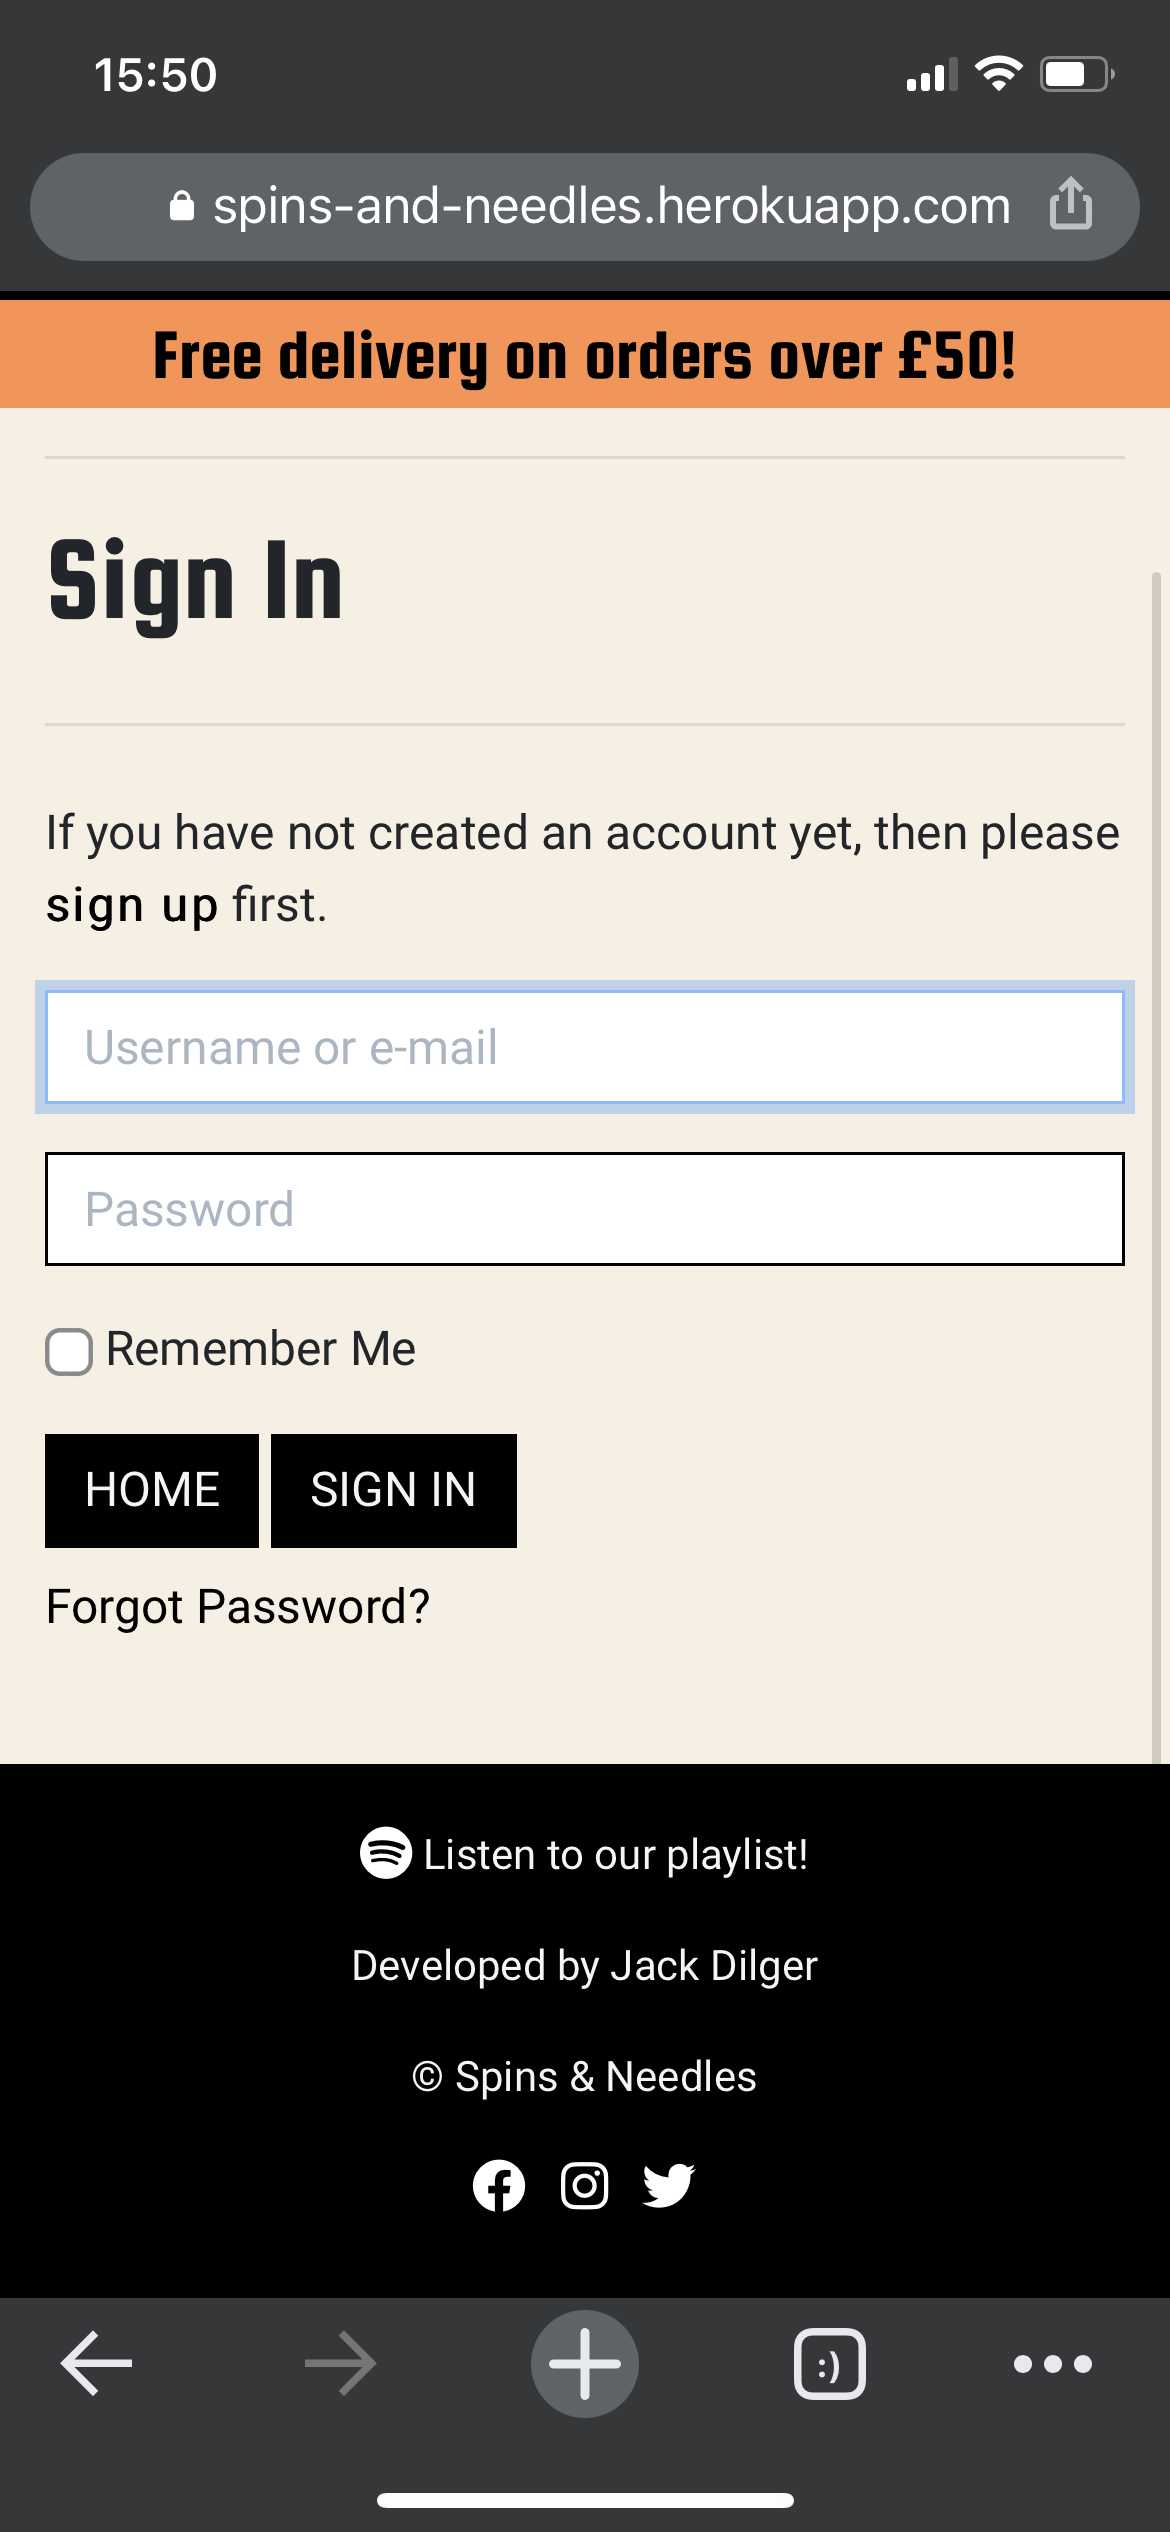 15:50
spins-and-needles.herokuapp.com
Free delivery on orders over £50!
Sign In
If you have not created an account yet, then please
sign up first.
Username or e-mail
Password
Remember Me
HOME SIGN IN
Forgot Password?
Listen to our playlist!
Developed by Jack Dilger
© Spins & Needles
:)